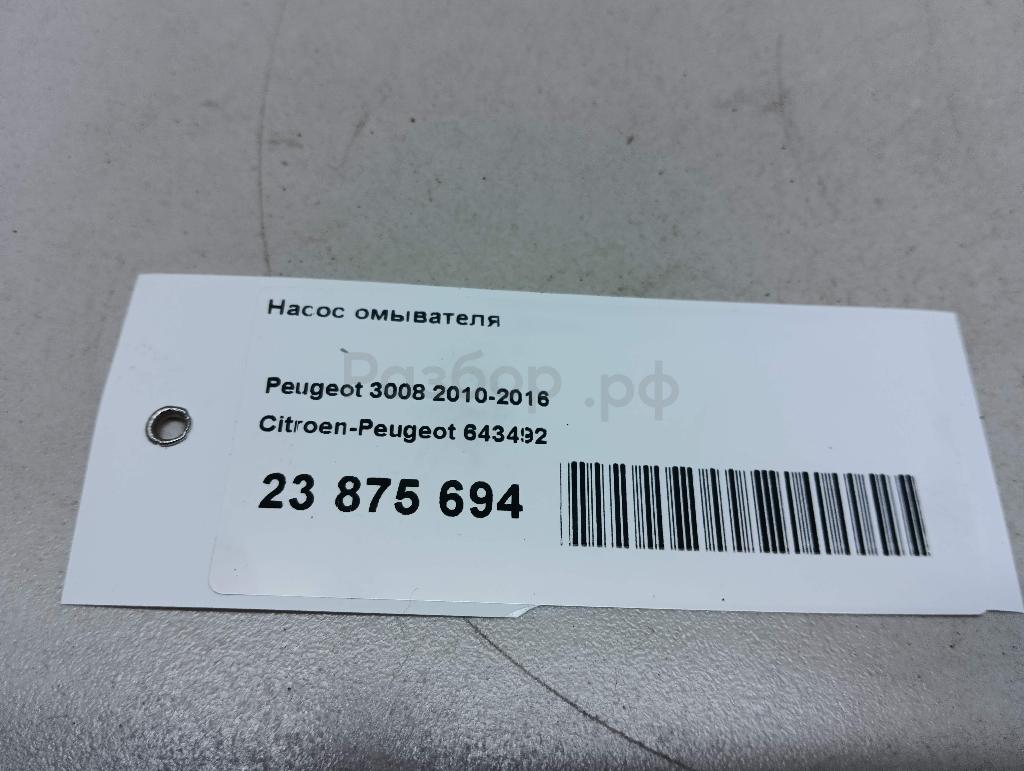 Насос омывателя
Разбор.рф
Peugeot 3008 2010-2016
Citroen-Peugeot 643492
23 875 694